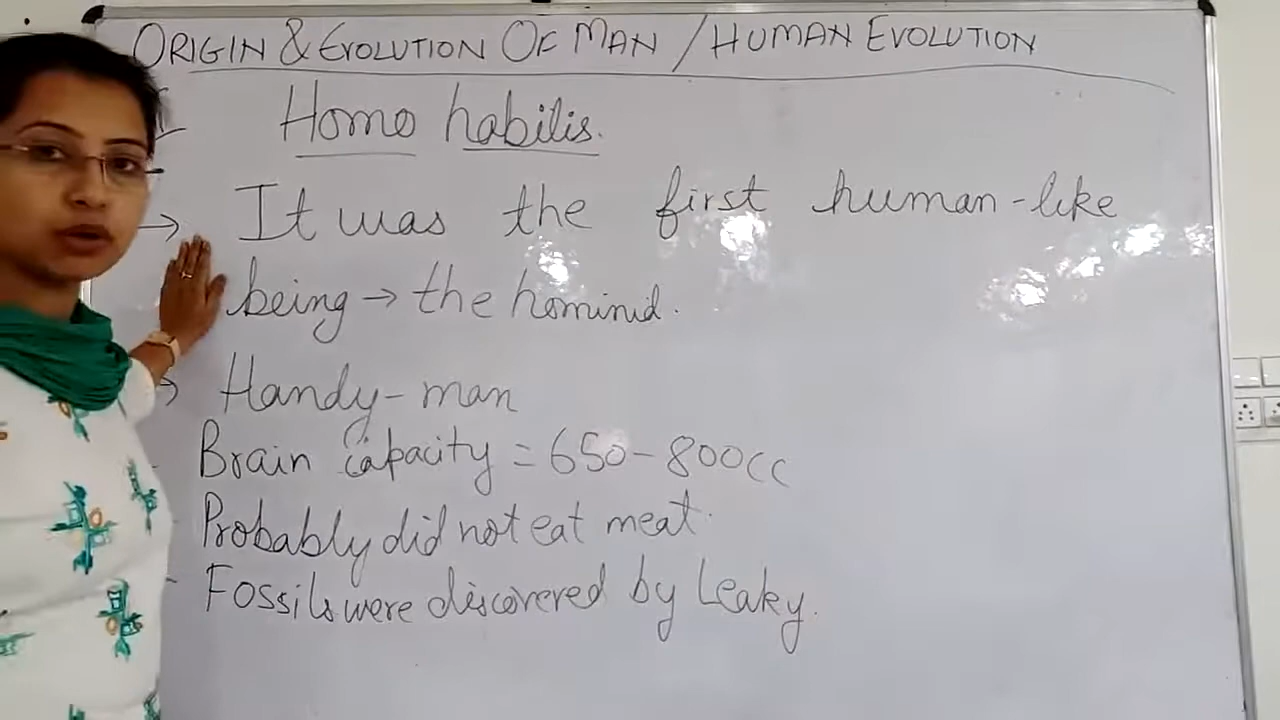 ORIGIN & EVOLUTION OF MAN / HUMAN EVOLUTION
Homo habilis.
→ It was the first human-like
being → the hominid.
→ Handy-man
Brain capacity = 650-800cc
- Probably did not eat meat.
- Fossils were discovered by Leaky.